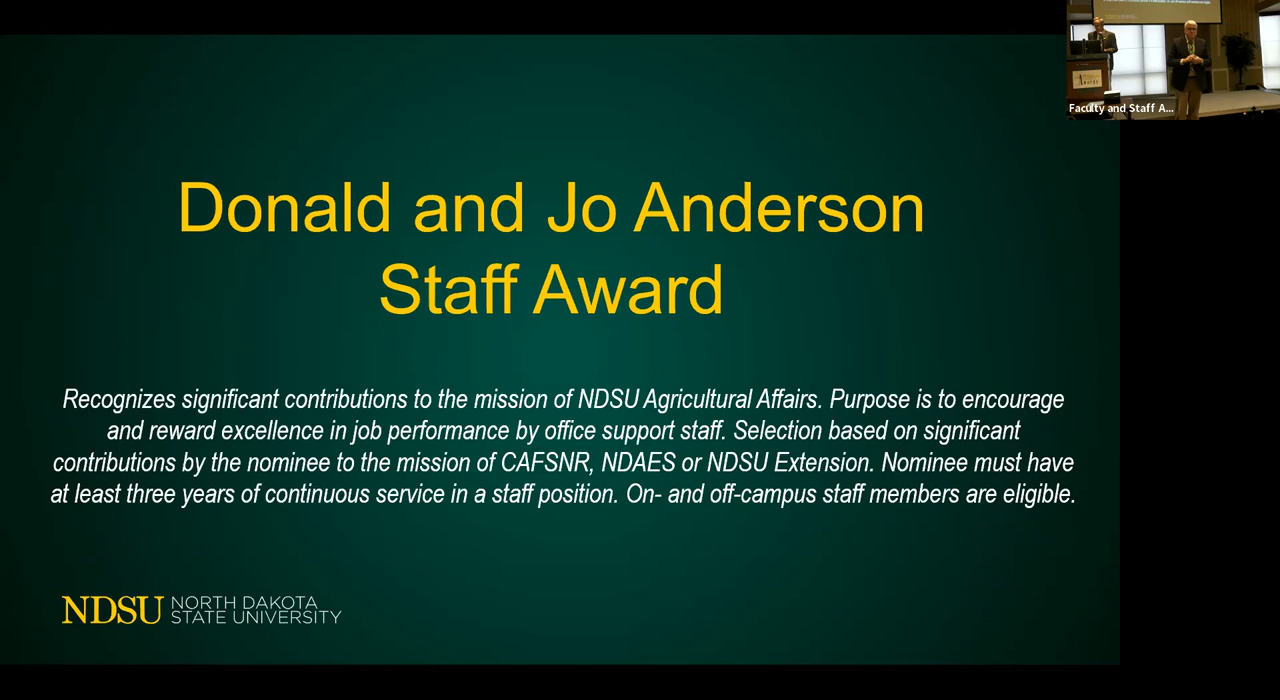 Donald and Jo Anderson
Staff Award
Recognizes significant contributions to the mission of NDSU Agricultural Affairs. Purpose is to encourage
and reward excellence in job performance by office support staff. Selection based on significant
contributions by the nominee to the mission of CAFSNR, NDAES or NDSU Extension. Nominee must have
at least three years of continuous service in a staff position. On- and off-campus staff members are eligible.
NDSU NORTH DAKOTA
STATE UNIVERSITY
Faculty and Staff A...